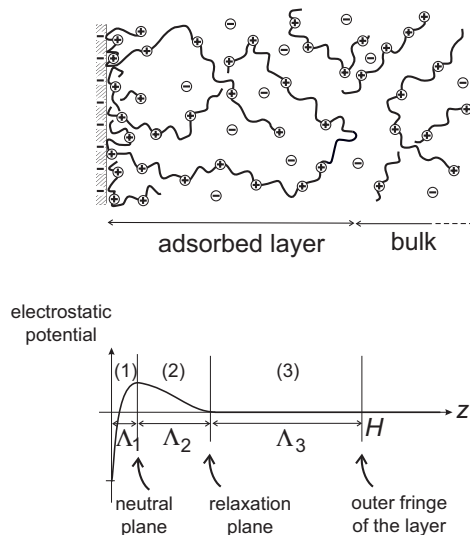 adsorbed layer
bulk
electrostatic
potential
(1)
(2)
(3)
z
Λ1
Λ2
Λ3
H
neutral
plane
relaxation
plane
outer fringe
of the layer